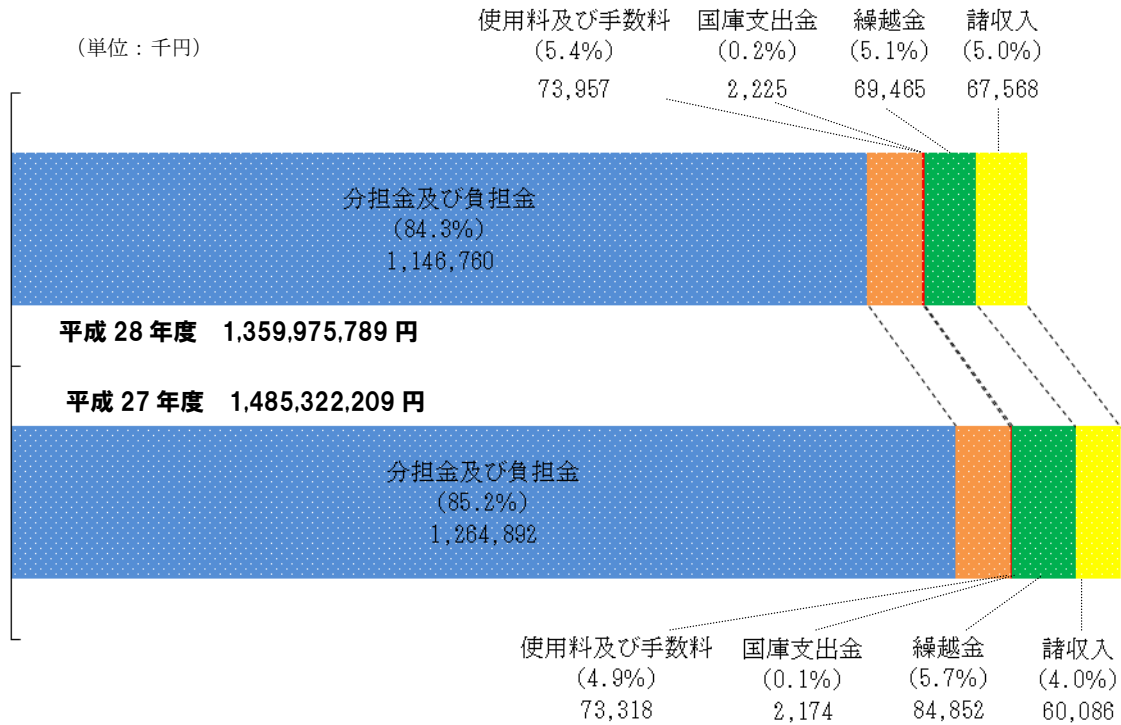 (単位：千円)
使用料及び手数料 国庫支出金 繰越金 諸収入
(5.4%) (0.2%) (5.1%) (5.0%)
73,957 2,225 69,465 67,568
分担金及び負担金
(84.3%)
1,146,760
平成 28 年度 1,359,975,789 円
平成 27 年度 1,485,322,209 円
分担金及び負担金
(85.2%)
1,264,892
使用料及び手数料 国庫支出金 繰越金 諸収入
(4.9%) (0.1%) (5.7%) (4.0%)
73,318 2,174 84,852 60,086